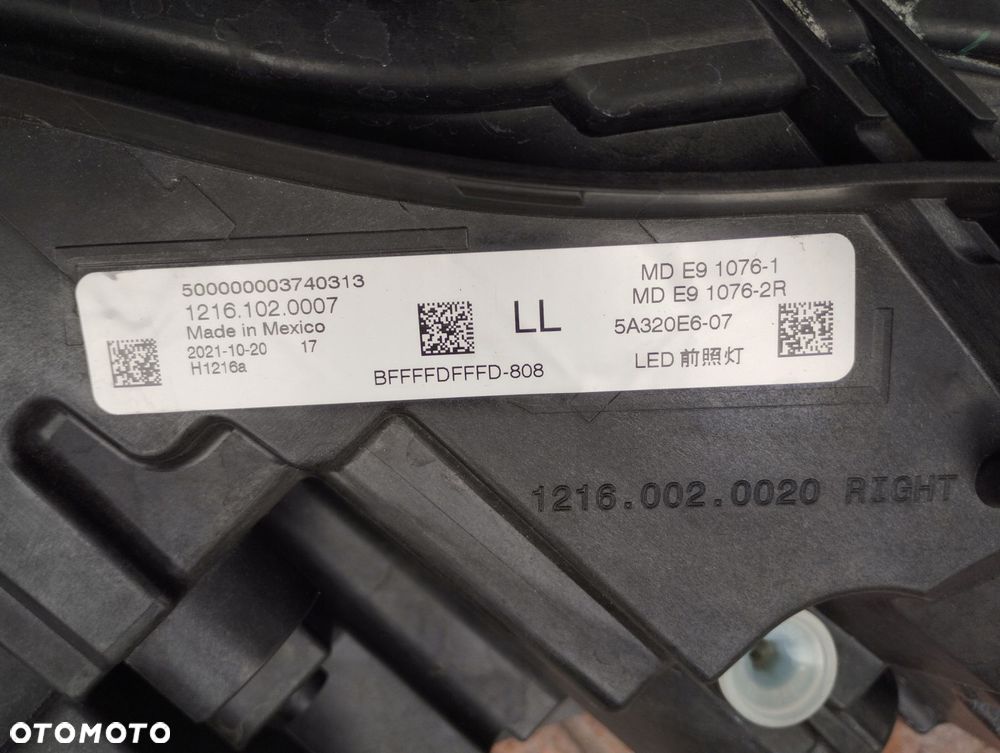 500000003740313
1216.102.0007
Made in Mexico
2021-10-20 17
H1216a
LL
BFFFFDFFFD-808
MD E9 1076-1
MD E9 1076-2R
5A320E6-07
LED 前照灯
1216.002.0020 RIGHT
OTOMOTO